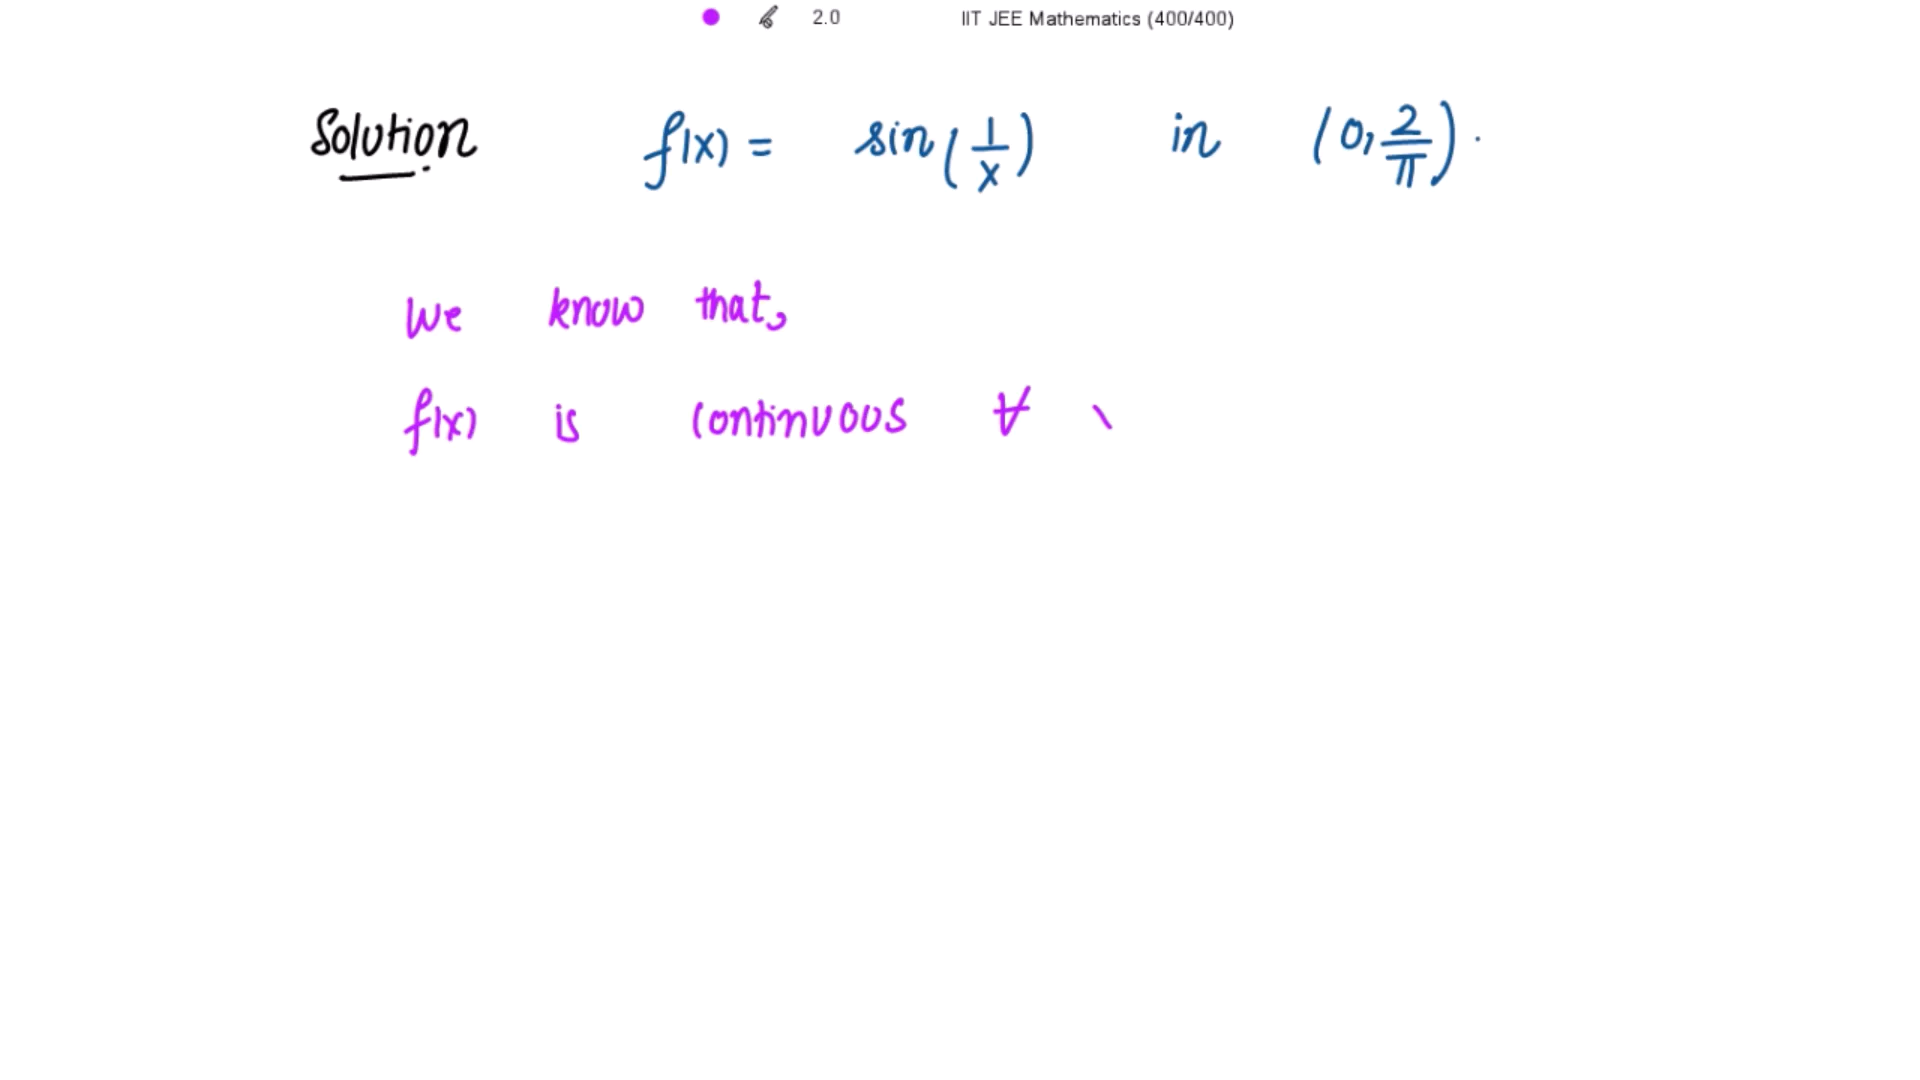 2.0 IIT JEE Mathematics (400/400)
Solution f(x) = sin(1/x) in (0, 2/π).
We know that,
f(x) is continuous ∀